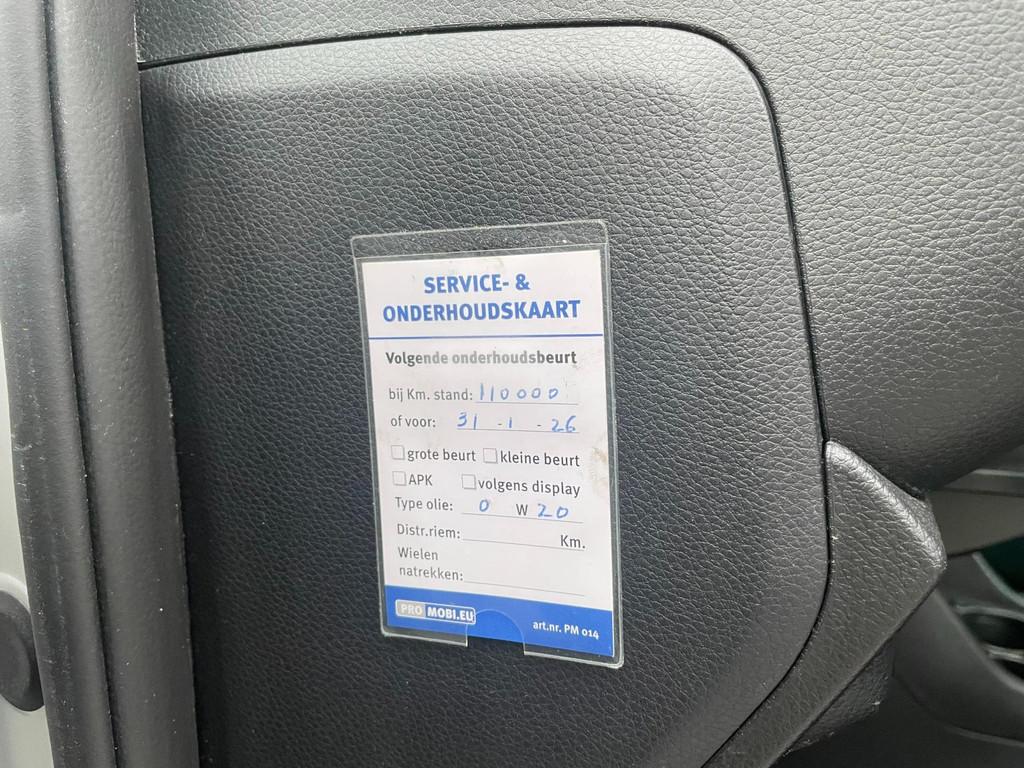 SERVICE- &
ONDERHOUDSKAART
Volgende onderhoudsbeurt
bij Km. stand: 110000
of voor: 31 - 1 - 26
grote beurt kleine beurt
APK volgens display
Type olie: 0 W 20
Distr.riem: Km.
Wielen
natrekken:
PRO MOBI.EU art.nr. PM 014